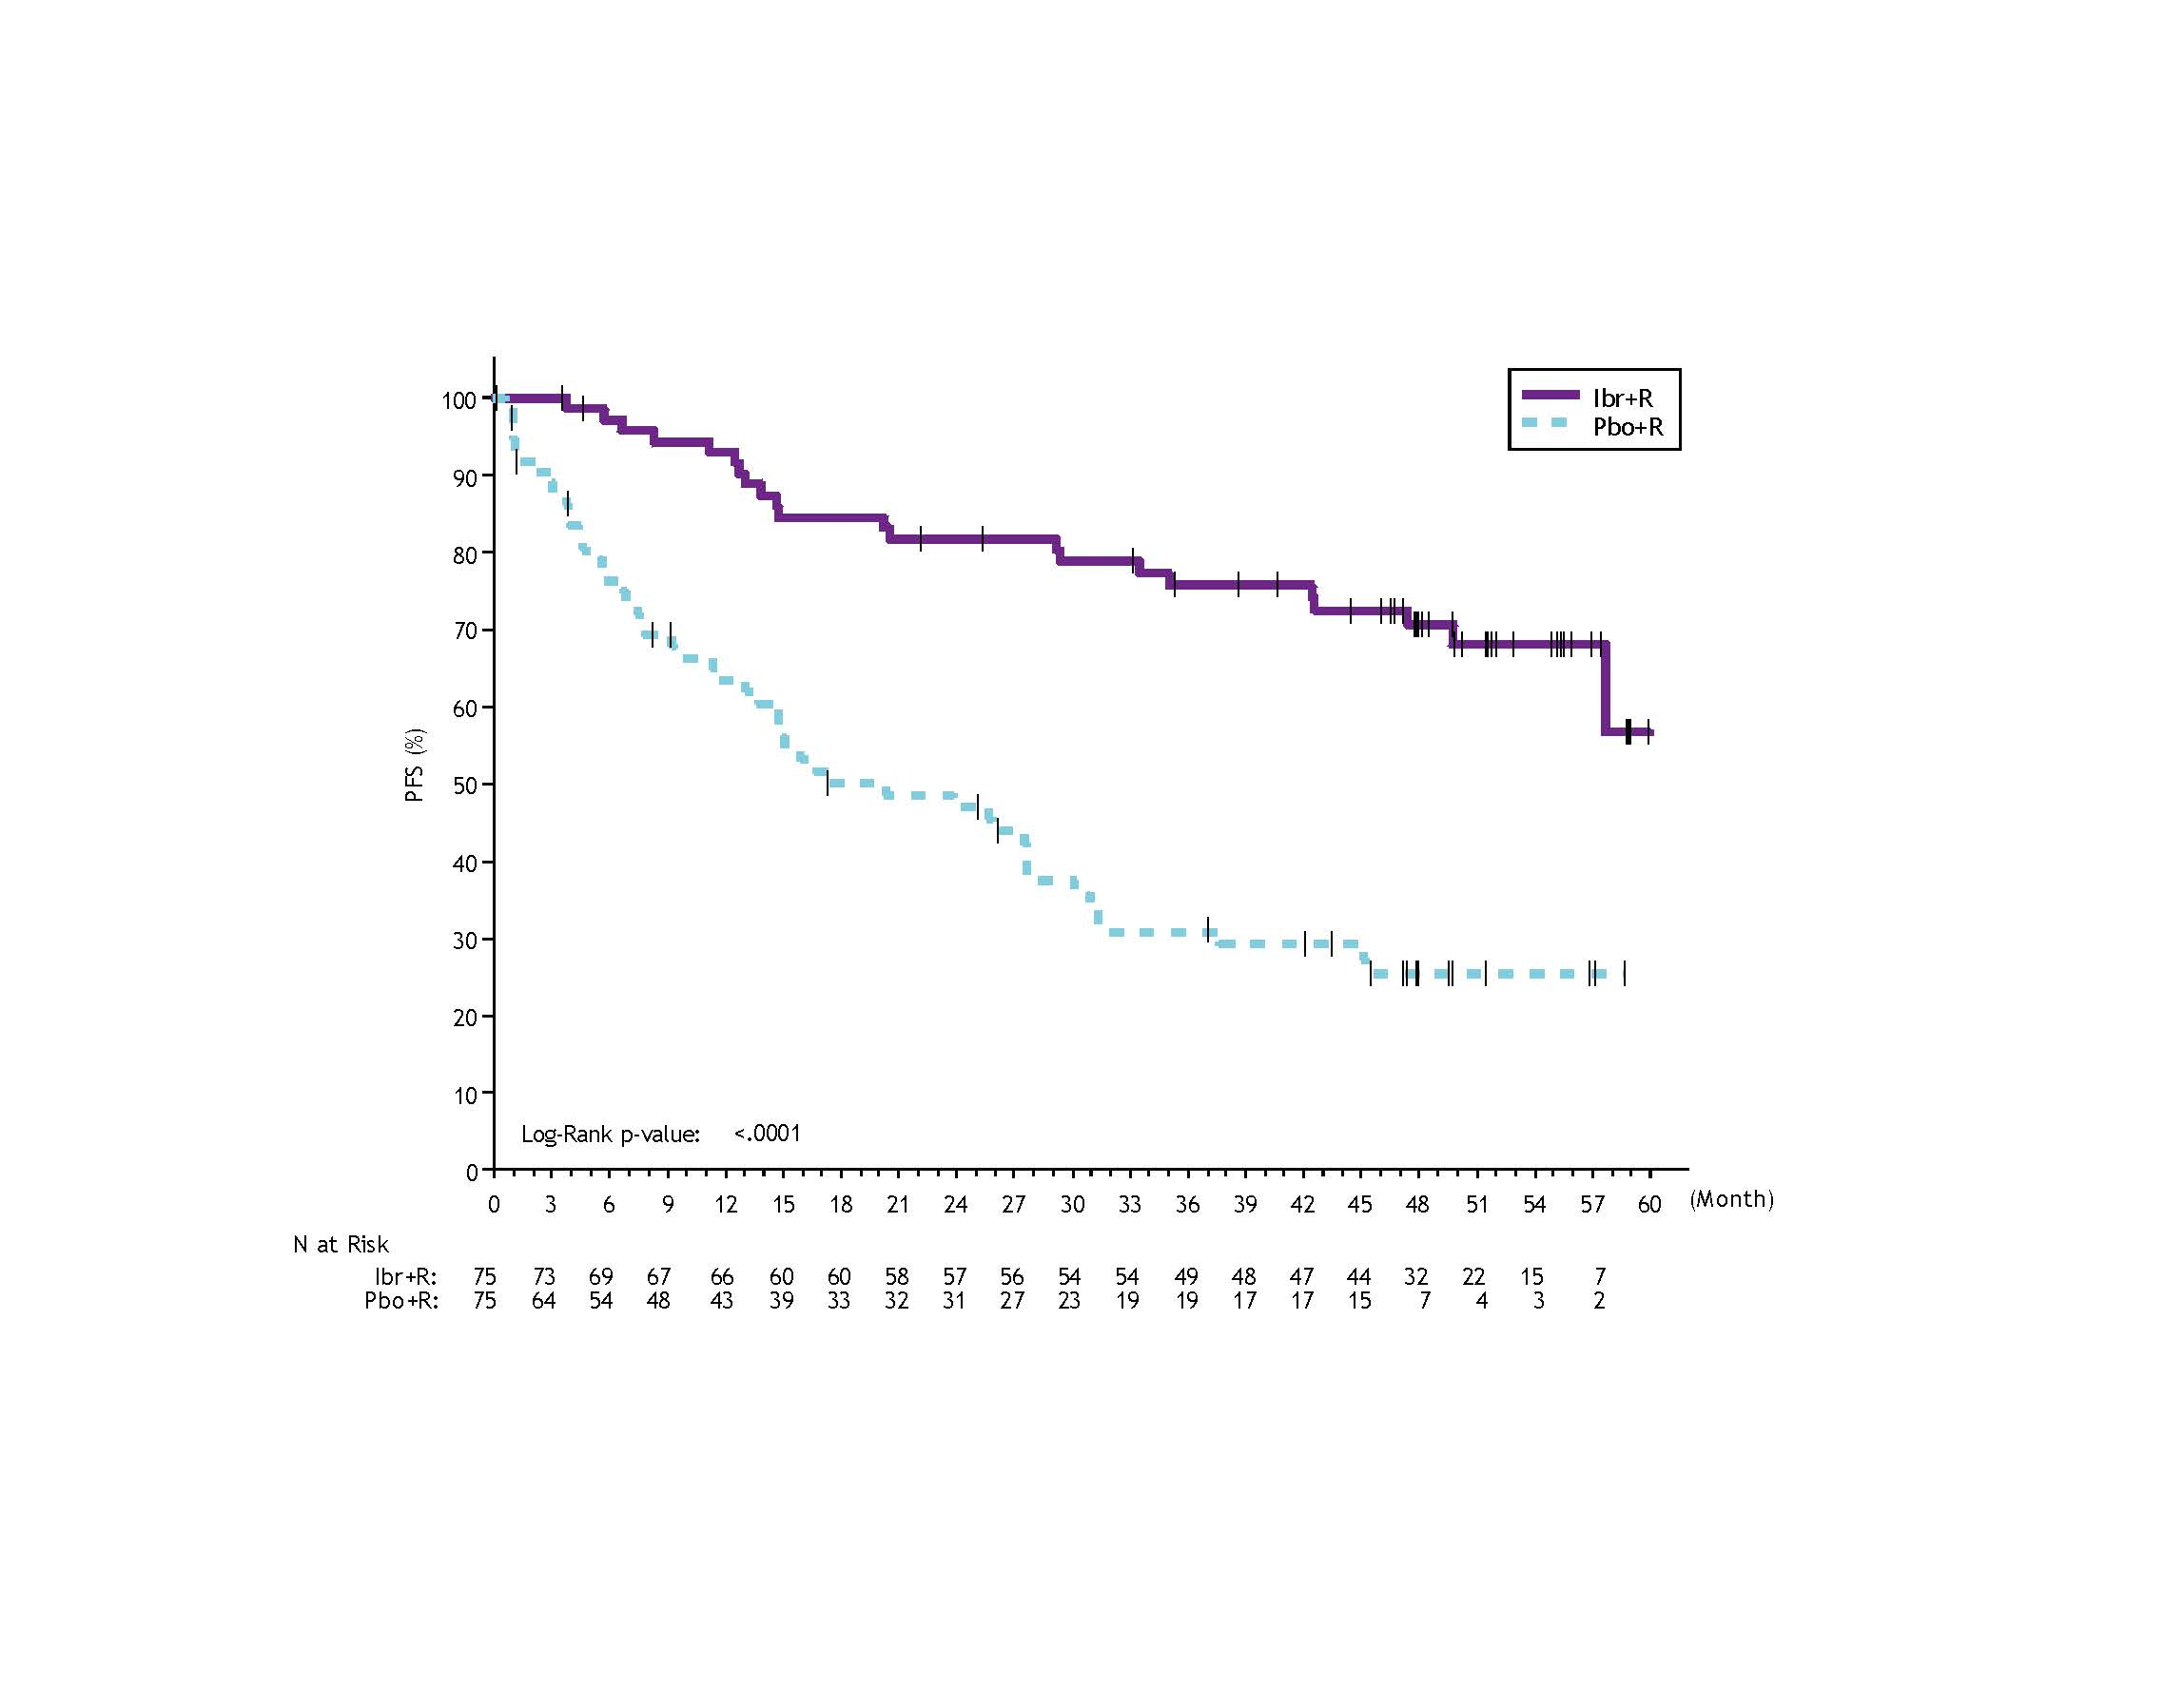 Ibr+R
Pbo+R
100
90
80
70
60
50
40
30
20
10
0
PFS (%)
Log-Rank p-value: <.0001
0 3 6 9 12 15 18 21 24 27 30 33 36 39 42 45 48 51 54 57 60 (Month)
N at Risk
Ibr+R: 75 73 69 67 66 60 60 58 57 56 54 54 49 48 47 44 32 22 15 7
Pbo+R: 75 64 54 48 43 39 33 32 31 27 23 19 19 17 17 15 7 4 3 2